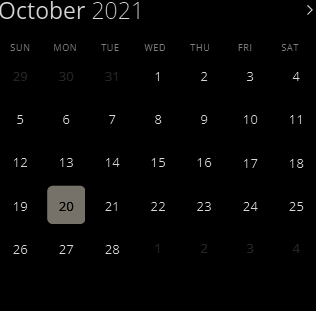 October 2021
SUN MON TUE WED THU FRI SAT
29 30 31 1 2 3 4
5 6 7 8 9 10 11
12 13 14 15 16 17 18
19 20 21 22 23 24 25
26 27 28 1 2 3 4